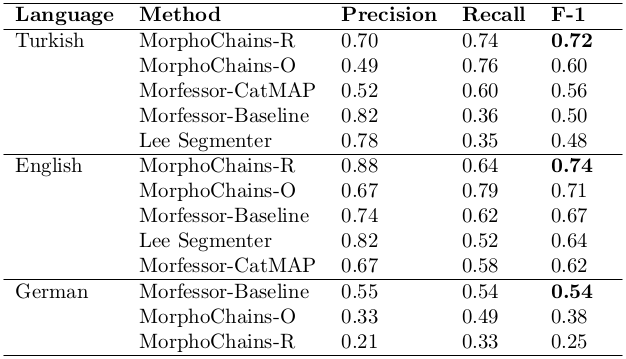 Language Method Precision Recall F-1
Turkish MorphoChains-R 0.70 0.74 0.72
MorphoChains-O 0.49 0.76 0.60
Morfessor-CatMAP 0.52 0.60 0.56
Morfessor-Baseline 0.82 0.36 0.50
Lee Segmenter 0.78 0.35 0.48
English MorphoChains-R 0.88 0.64 0.74
MorphoChains-O 0.67 0.79 0.71
Morfessor-Baseline 0.74 0.62 0.67
Lee Segmenter 0.82 0.52 0.64
Morfessor-CatMAP 0.67 0.58 0.62
German Morfessor-Baseline 0.55 0.54 0.54
MorphoChains-O 0.33 0.49 0.38
MorphoChains-R 0.21 0.33 0.25